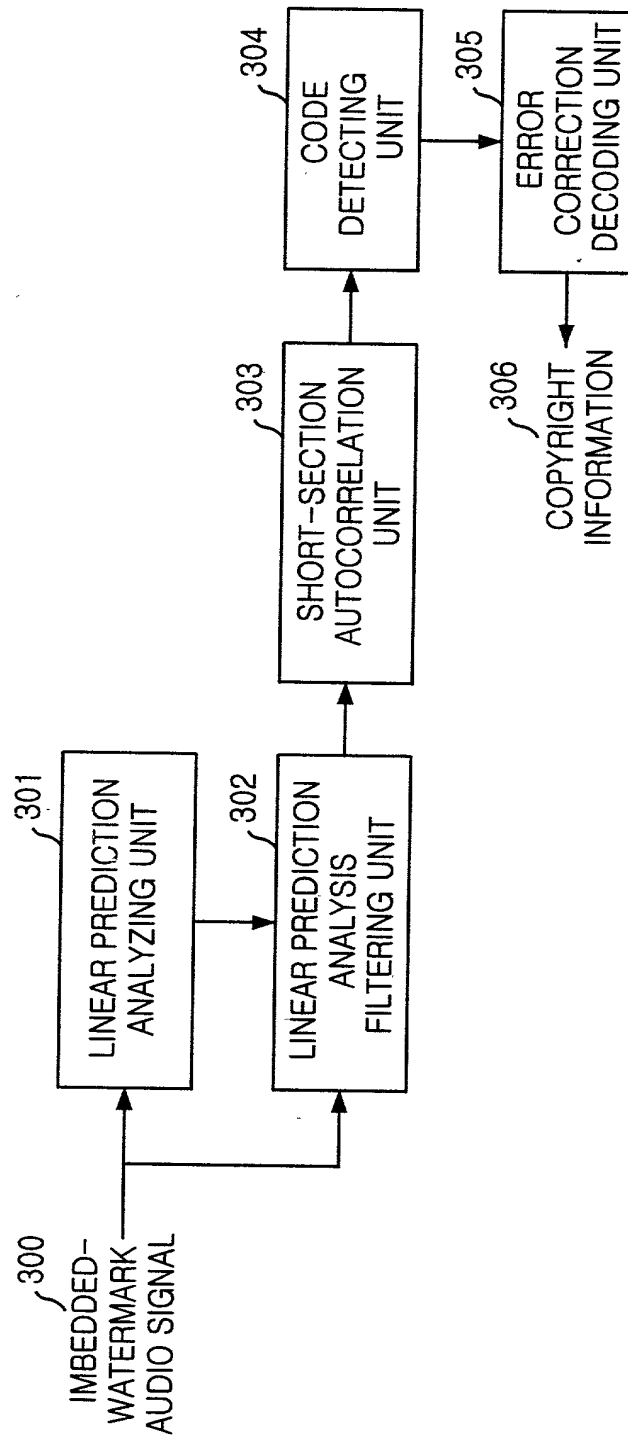 300
IMBEDDED-
WATERMARK
AUDIO SIGNAL
301
LINEAR PREDICTION
ANALYZING UNIT
302
LINEAR PREDICTION
ANALYSIS
FILTERING UNIT
303
SHORT-SECTION
AUTOCORRELATION
UNIT
304
CODE
DETECTING
UNIT
305
ERROR
CORRECTION
DECODING UNIT
306
COPYRIGHT
INFORMATION